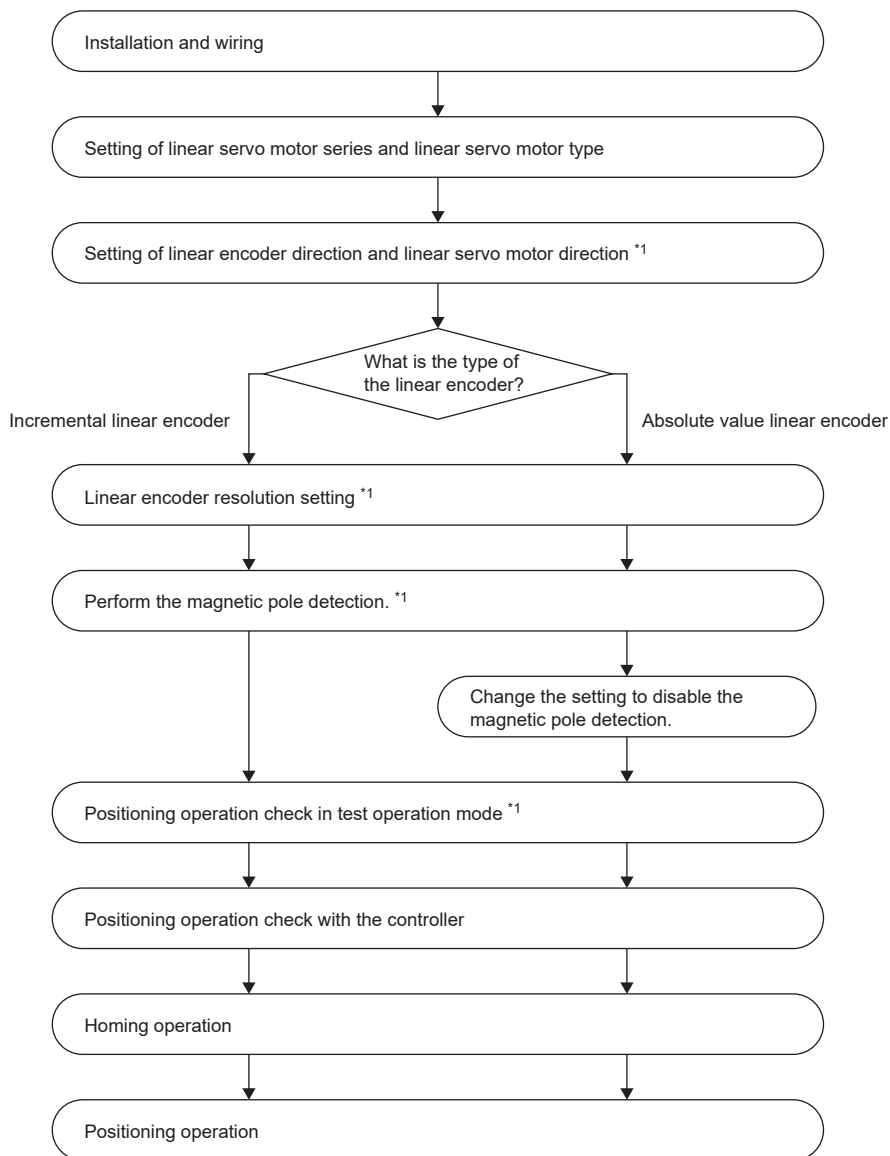 Installation and wiring
Setting of linear servo motor series and linear servo motor type
Setting of linear encoder direction and linear servo motor direction *1
What is the type of
the linear encoder?
Incremental linear encoder
Absolute value linear encoder
Linear encoder resolution setting *1
Perform the magnetic pole detection. *1
Change the setting to disable the
magnetic pole detection.
Positioning operation check in test operation mode *1
Positioning operation check with the controller
Homing operation
Positioning operation